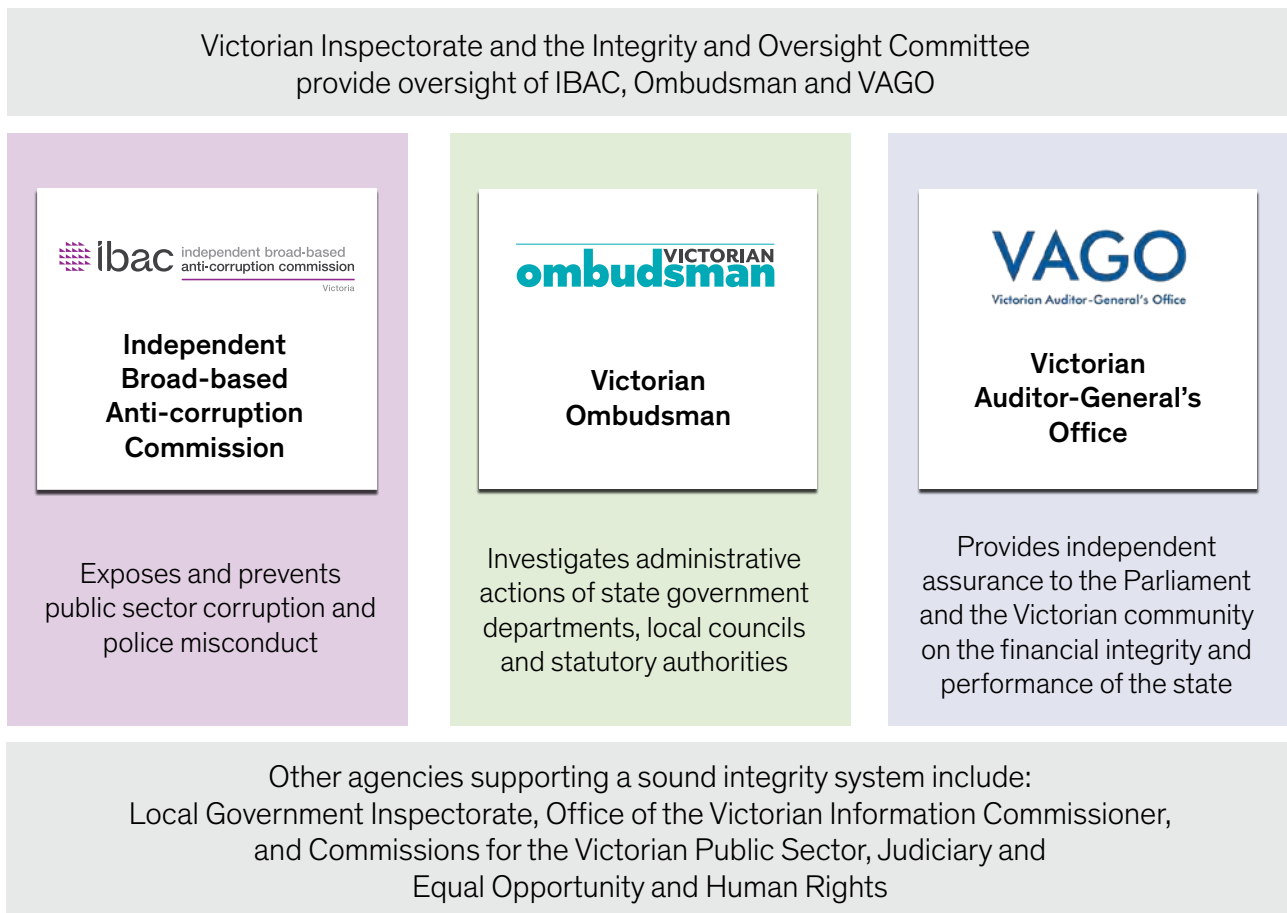 Victorian Inspectorate and the Integrity and Oversight Committee
provide oversight of IBAC, Ombudsman and VAGO
ibac independent broad-based
anti-corruption commission
Victoria
Independent
Broad-based
Anti-corruption
Commission
Exposes and prevents
public sector corruption and
police misconduct
VICTORIAN
ombudsman
Victorian
Ombudsman
Investigates administrative
actions of state government
departments, local councils
and statutory authorities
VAGO
Victorian Auditor-General's Office
Victorian
Auditor-General’s
Office
Provides independent
assurance to the Parliament
and the Victorian community
on the financial integrity and
performance of the state
Other agencies supporting a sound integrity system include:
Local Government Inspectorate, Office of the Victorian Information Commissioner,
and Commissions for the Victorian Public Sector, Judiciary and
Equal Opportunity and Human Rights